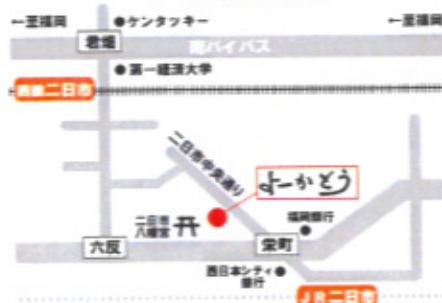 ←至福岡
●ケンタッキー
←至福岡
君畑
南バイパス
●第一経済大学
西鉄二日市
二日市中央通り
よーかどう
二日市
八幡宮
福岡銀行
六反
栄町
西日本シティ
銀行
JR二日市